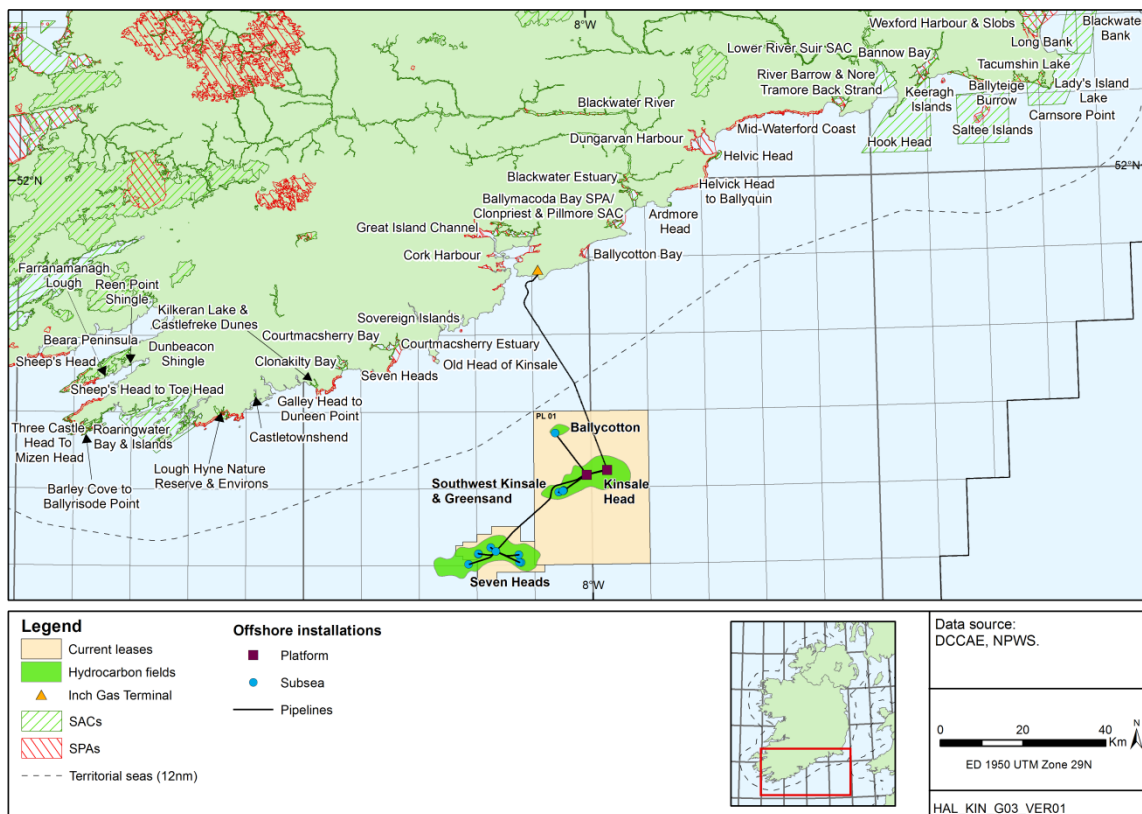 8°W
Wexford Harbour & Slobs
Blackwater
Bank
Long Bank
Lower River Suir SAC
Bannow Bay
Tacumshin Lake
River Barrow & Nore
Tramore Back Strand
Keeragh
Islands
Ballyteige
Burrow
Lady's Island
Lake
Carnsore Point
Saltee Islands
Hook Head
Blackwater River
Dungarvan Harbour
Mid-Waterford Coast
Helvic Head
52°N
52°N
Blackwater Estuary
Helvick Head
to Ballyquin
Ballymacoda Bay SPA/
Clonpriest & Pillmore SAC
Ardmore
Head
Great Island Channel
Cork Harbour
Ballycotton Bay
Farranamanagh
Lough
Reen Point
Shingle
Kilkeran Lake &
Castlefreke Dunes
Sovereign Islands
Beara Peninsula
Dunbeacon
Shingle
Courtmacsherry Bay
Courtmacsherry Estuary
Sheep's Head
Clonakilty Bay
Seven Heads
Old Head of Kinsale
Sheep's Head to Toe Head
Galley Head to
Duneen Point
Three Castle
Head To
Mizen Head
Roaringwater
Bay & Islands
Castletownshend
Lough Hyne Nature
Reserve & Environs
Barley Cove to
Ballyrisode Point
PL 01
Ballycotton
Southwest Kinsale
& Greensand
Kinsale
Head
Seven Heads
8°W
Legend
Current leases
Hydrocarbon fields
Inch Gas Terminal
SACs
SPAs
Territorial seas (12nm)
Offshore installations
Platform
Subsea
Pipelines
Data source:
DCCAE, NPWS.
0 20 40
Km
N
ED 1950 UTM Zone 29N
HAL_KIN_G03_VER01